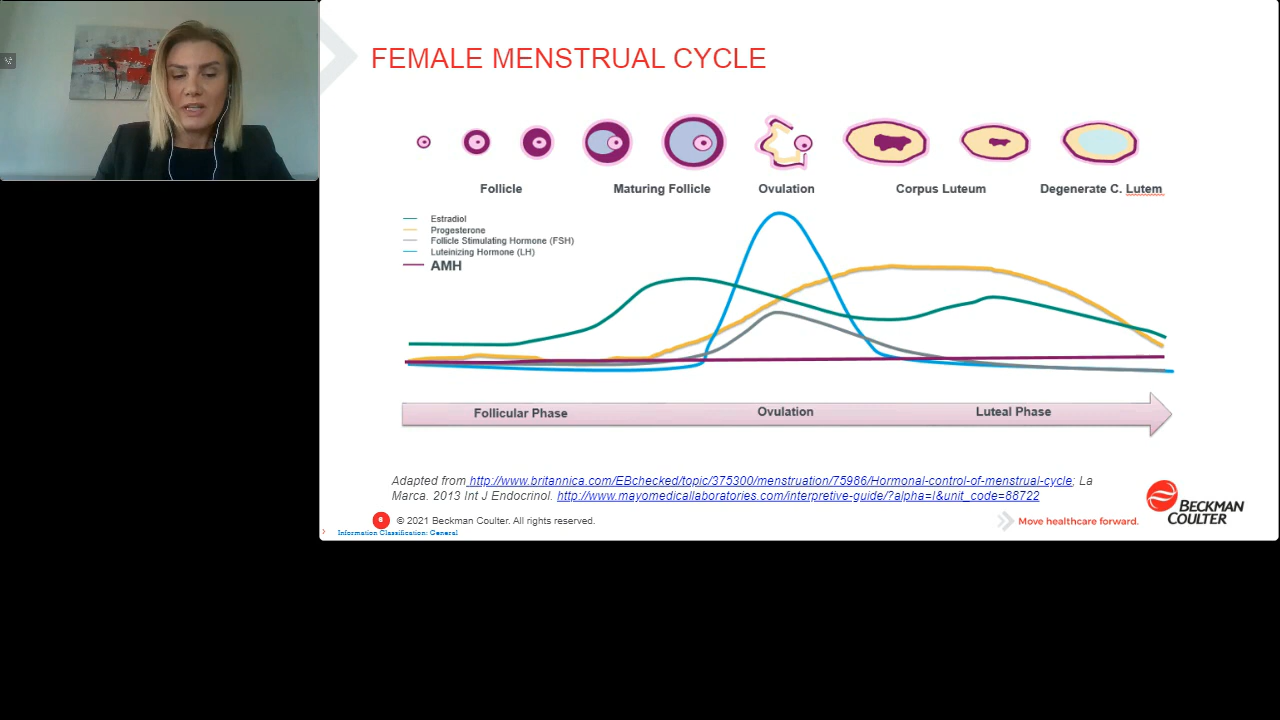 FEMALE MENSTRUAL CYCLE
Follicle Maturing Follicle Ovulation Corpus Luteum Degenerate C. Lutem
Estradiol
Progesterone
Follicle Stimulating Hormone (FSH)
Luteinizing Hormone (LH)
AMH
Follicular Phase Ovulation Luteal Phase
Adapted from http://www.britannica.com/EBchecked/topic/375300/menstruation/75986/Hormonal-control-of-menstrual-cycle; La
Marca. 2013 Int J Endocrinol. http://www.mayomedicallaboratories.com/interpretive-guide/?alpha=I&unit_code=88722
6 © 2021 Beckman Coulter. All rights reserved.
Information Classification: General
Move healthcare forward.
BECKMAN
COULTER